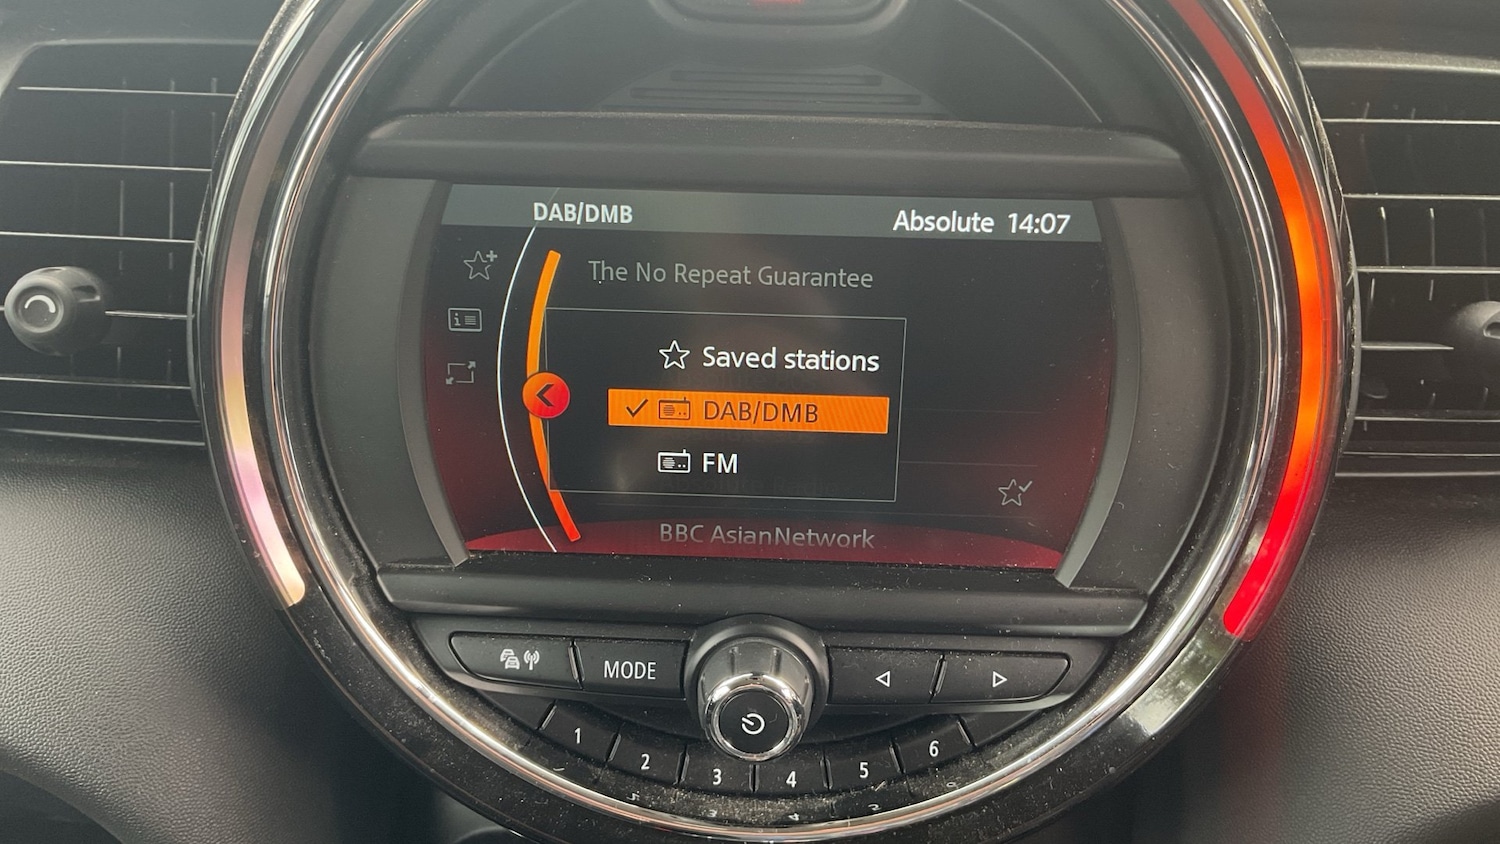 DAB/DMB
Absolute 14:07
The No Repeat Guarantee
Saved stations
DAB/DMB
FM
BBC AsianNetwork
MODE
1
2
3
4
5
6